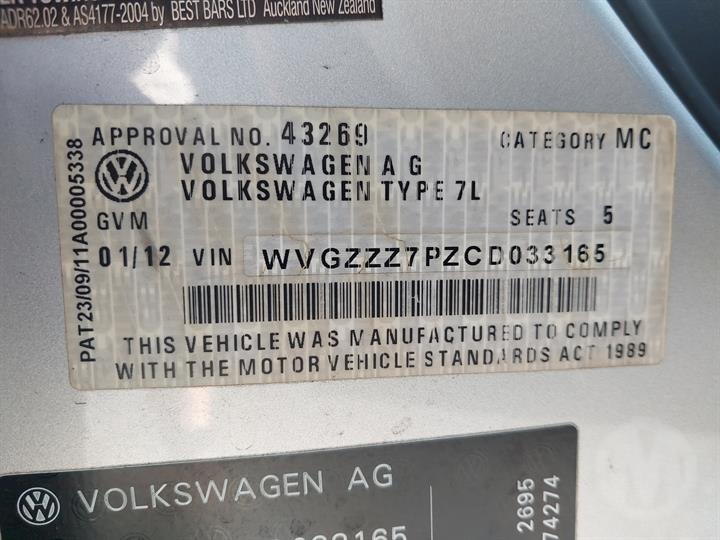 ADR62.02 & AS4177-2004 by BEST BARS LTD Auckland New Zealand
APPROVAL NO. 43269 CATEGORY MC
VOLKSWAGEN AG
VOLKSWAGEN TYPE 7L
GVM SEATS 5
01/12 VIN WVGZZZ7PZCD033165
THIS VEHICLE WAS MANUFACTURED TO COMPLY
WITH THE MOTOR VEHICLE STANDARDS ACT 1989
PAT23/09/11A00005338
VOLKSWAGEN AG
2695
74274